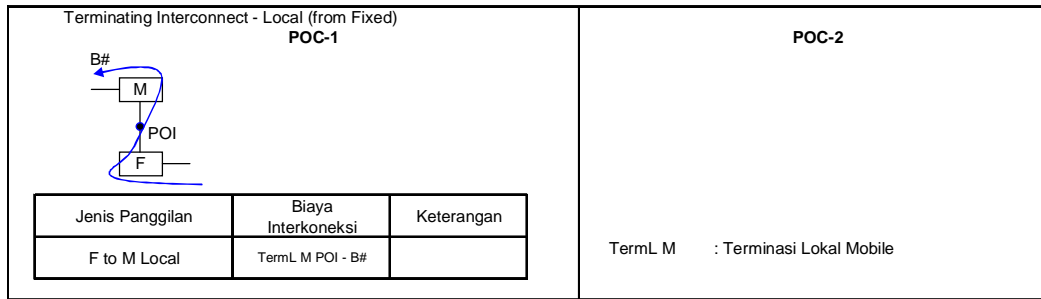 Terminating Interconnect - Local (from Fixed)
POC-1
B#
M
POI
F
Jenis Panggilan
Biaya
Interkoneksi
Keterangan
F to M Local
TermL M POI - B#
POC-2
TermL M : Terminasi Lokal Mobile